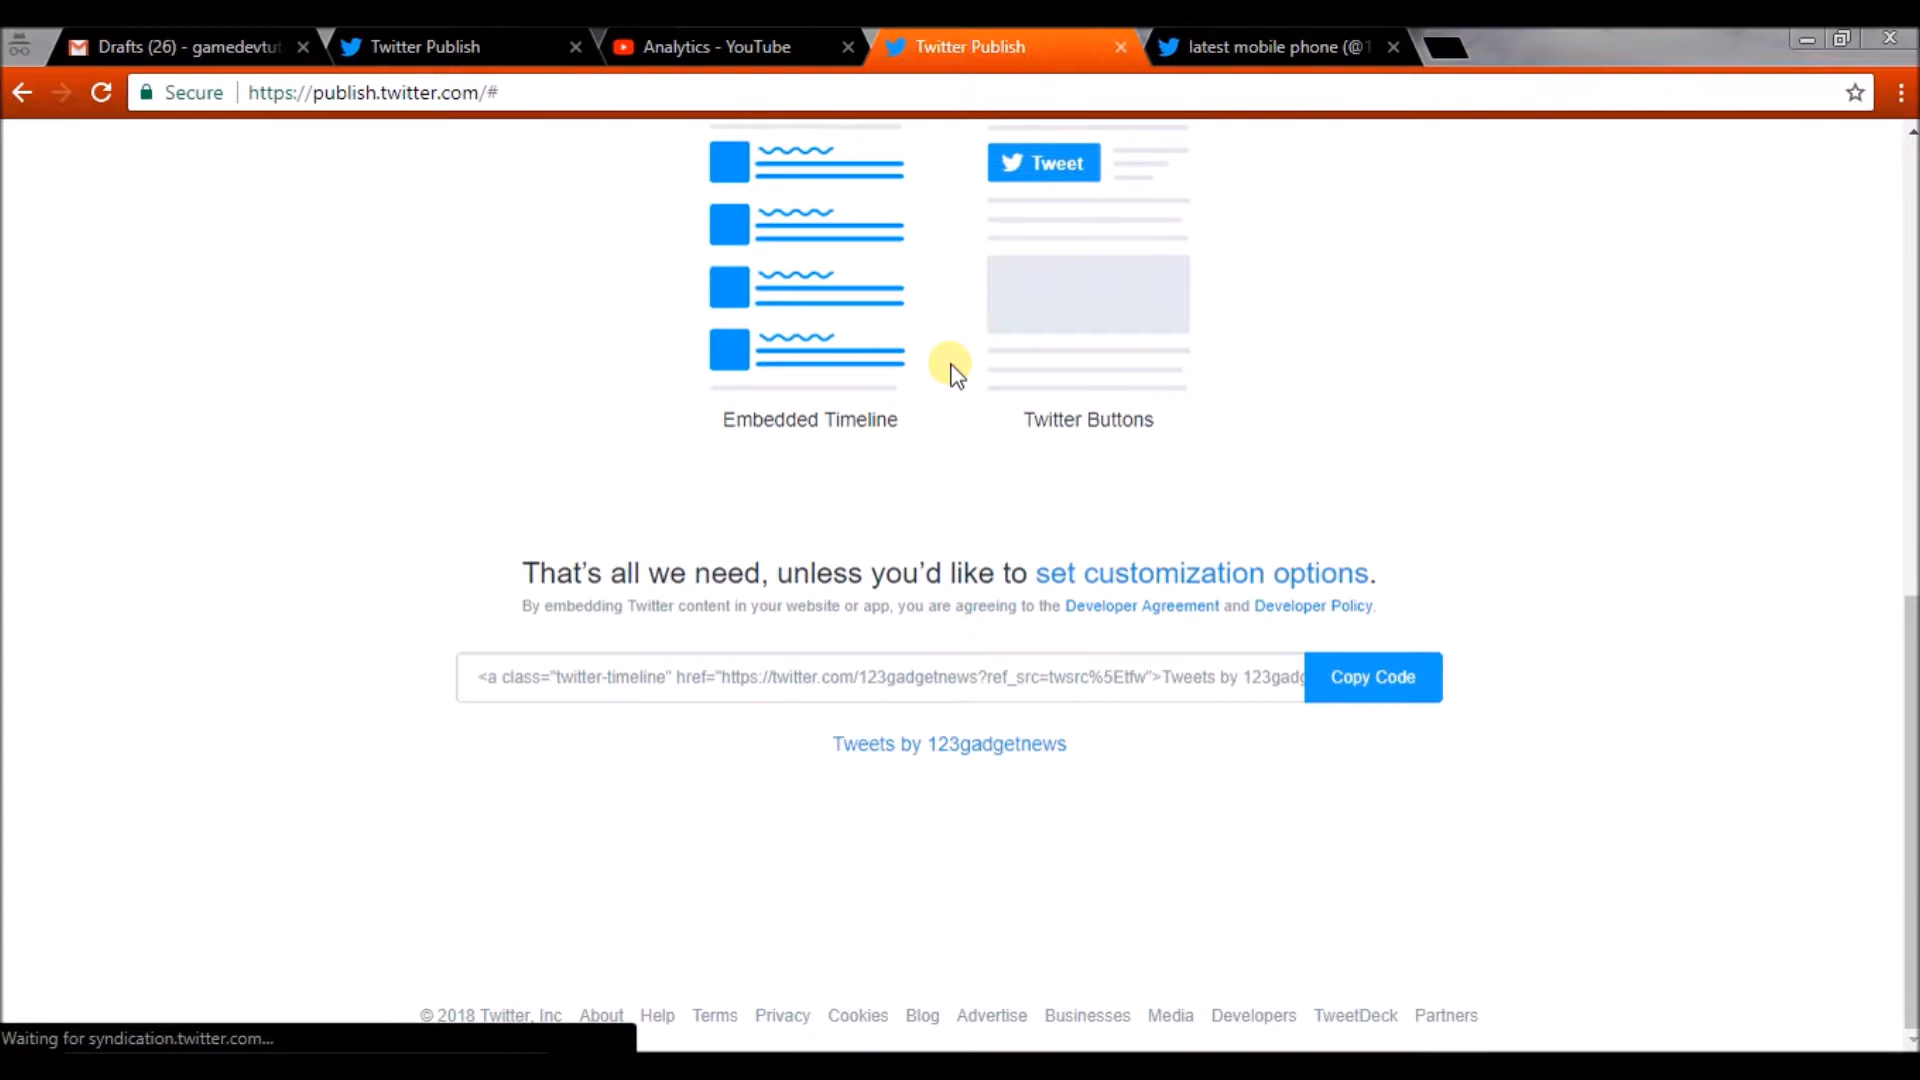 Drafts (26) - gamedevtut
Twitter Publish
Analytics - YouTube
Twitter Publish
latest mobile phone (@1
Secure
https://publish.twitter.com/#
Tweet
Embedded Timeline
Twitter Buttons
That’s all we need, unless you’d like to set customization options.
By embedding Twitter content in your website or app, you are agreeing to the Developer Agreement and Developer Policy.
<a class="twitter-timeline" href="https://twitter.com/123gadgetnews?ref_src=twsrc%5Etfw">Tweets by 123gadg
Copy Code
Tweets by 123gadgetnews
© 2018 Twitter, Inc About Help Terms Privacy Cookies Blog Advertise Businesses Media Developers TweetDeck Partners
Waiting for syndication.twitter.com...